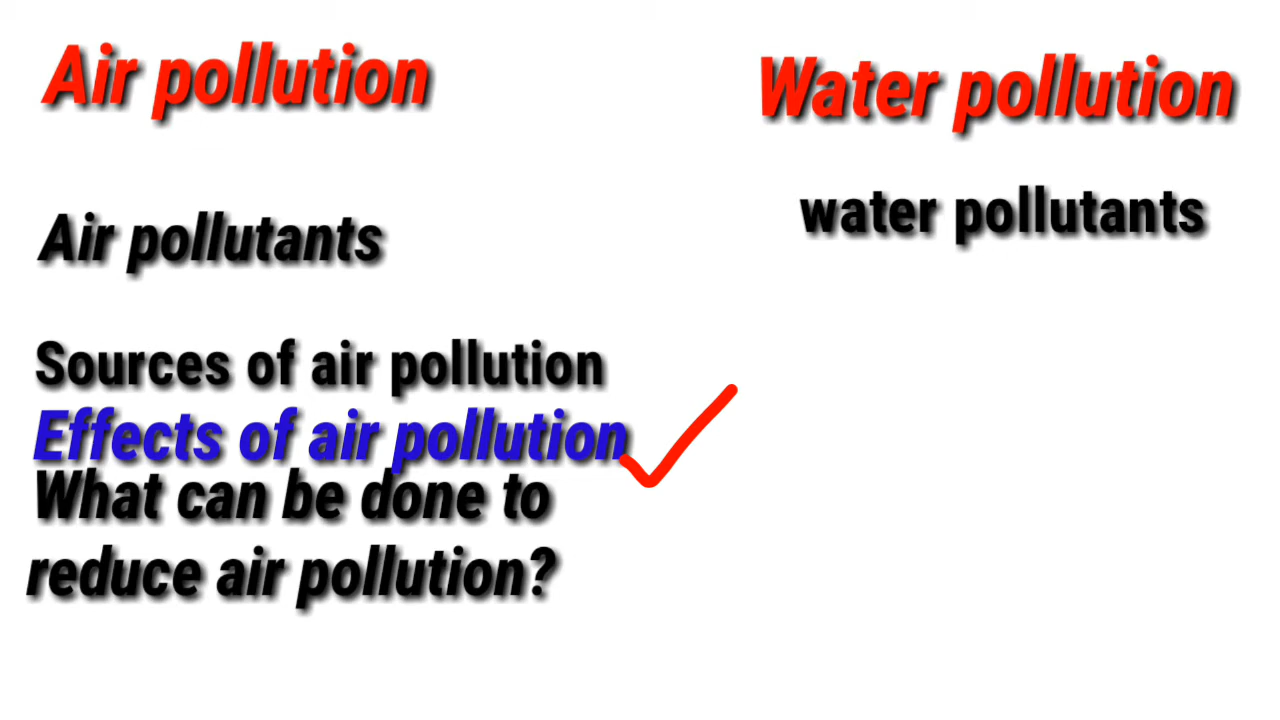 Air pollution
Water pollution
Air pollutants
water pollutants
Sources of air pollution
Effects of air pollution
What can be done to
reduce air pollution?